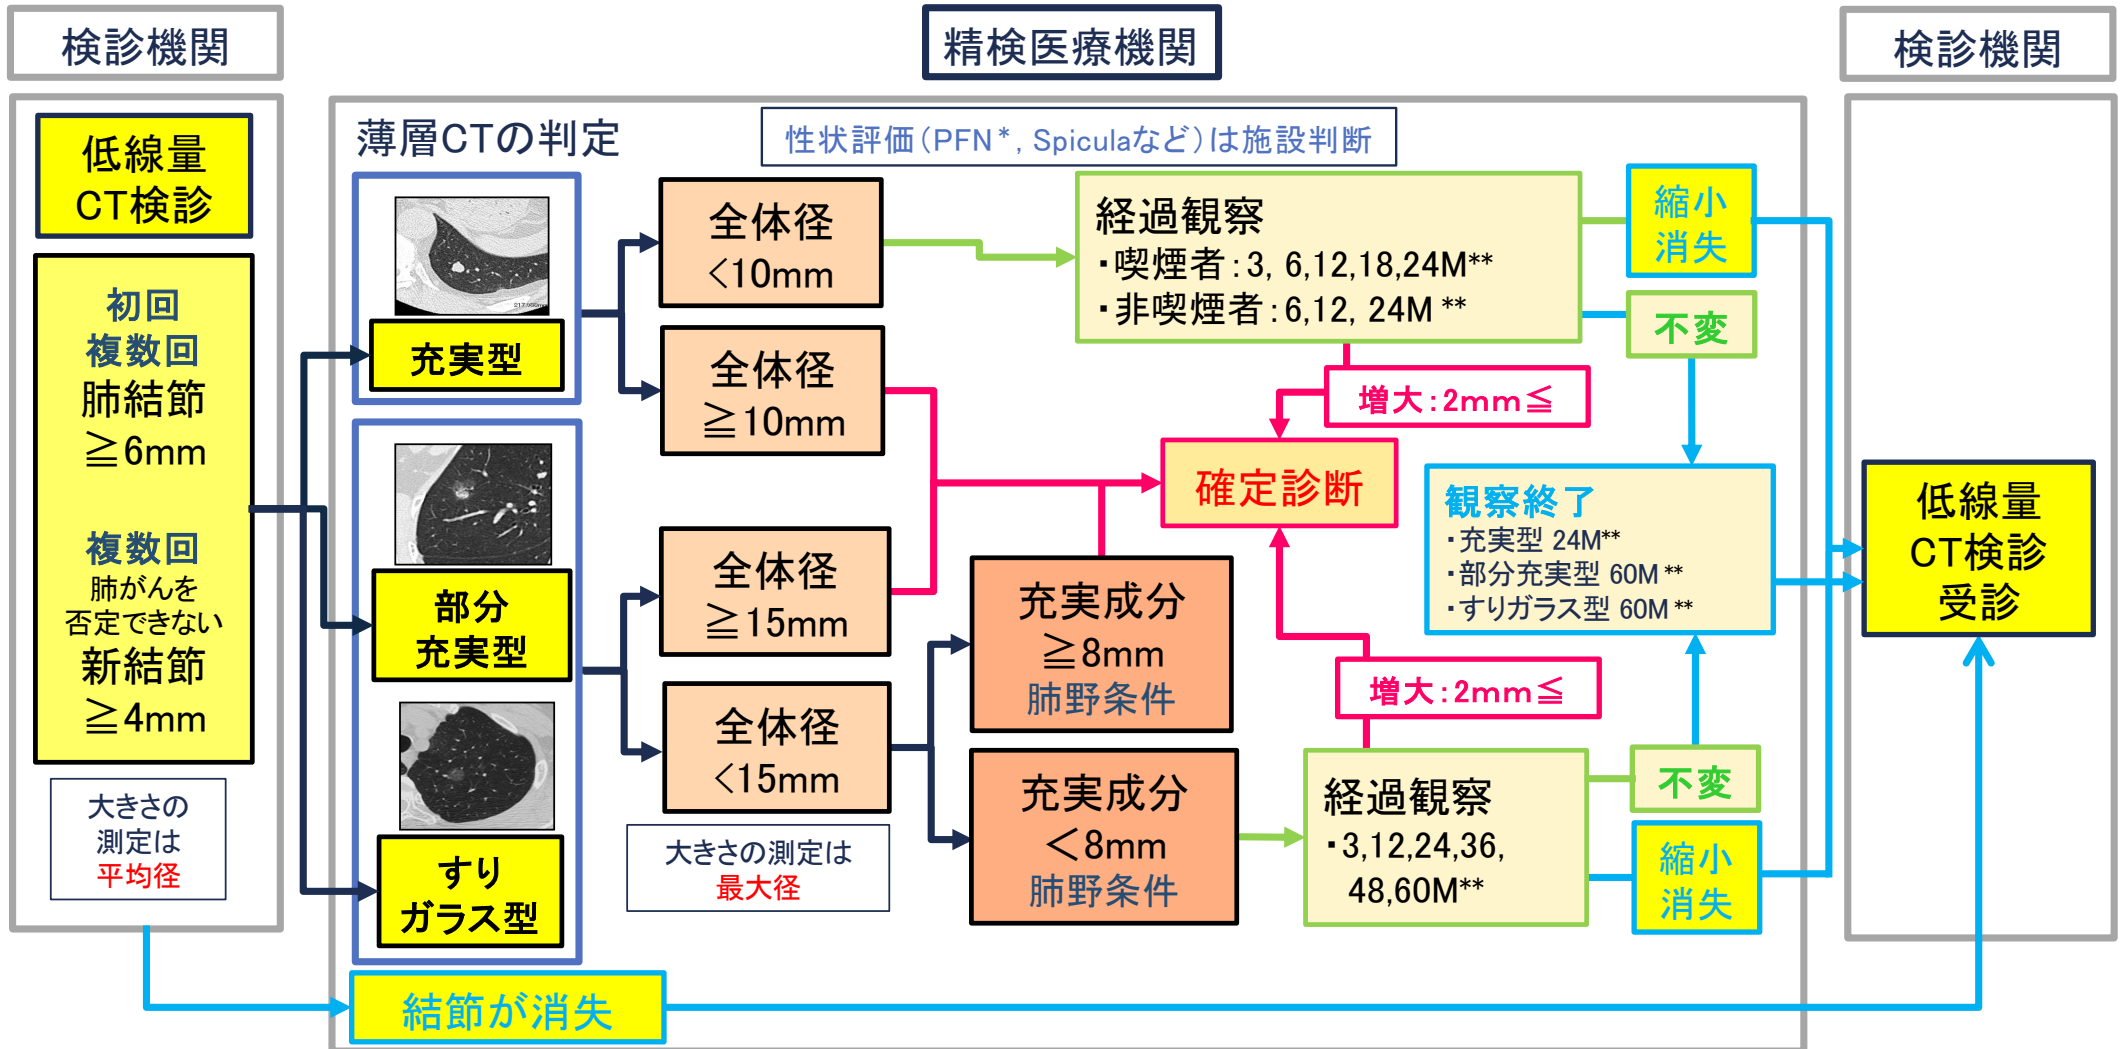 検診機関
精検医療機関
検診機関
低線量
CT検診
初回
複数回
肺結節
≧6mm
複数回
肺がんを
否定できない
新結節
≧4mm
大きさの
測定は
平均径
薄層CTの判定
性状評価(PFN*, Spiculaなど)は施設判断
充実型
部分
充実型
すり
ガラス型
結節が消失
全体径
<10mm
全体径
≧10mm
全体径
≧15mm
全体径
<15mm
大きさの測定は
最大径
充実成分
≧8mm
肺野条件
充実成分
<8mm
肺野条件
経過観察
・喫煙者:3, 6,12,18,24M**
・非喫煙者:6,12, 24M **
増大:2mm≦
確定診断
増大:2mm≦
経過観察
・3,12,24,36,
48,60M**
縮小
消失
不変
観察終了
・充実型 24M**
・部分充実型 60M **
・すりガラス型 60M **
不変
縮小
消失
低線量
CT検診
受診